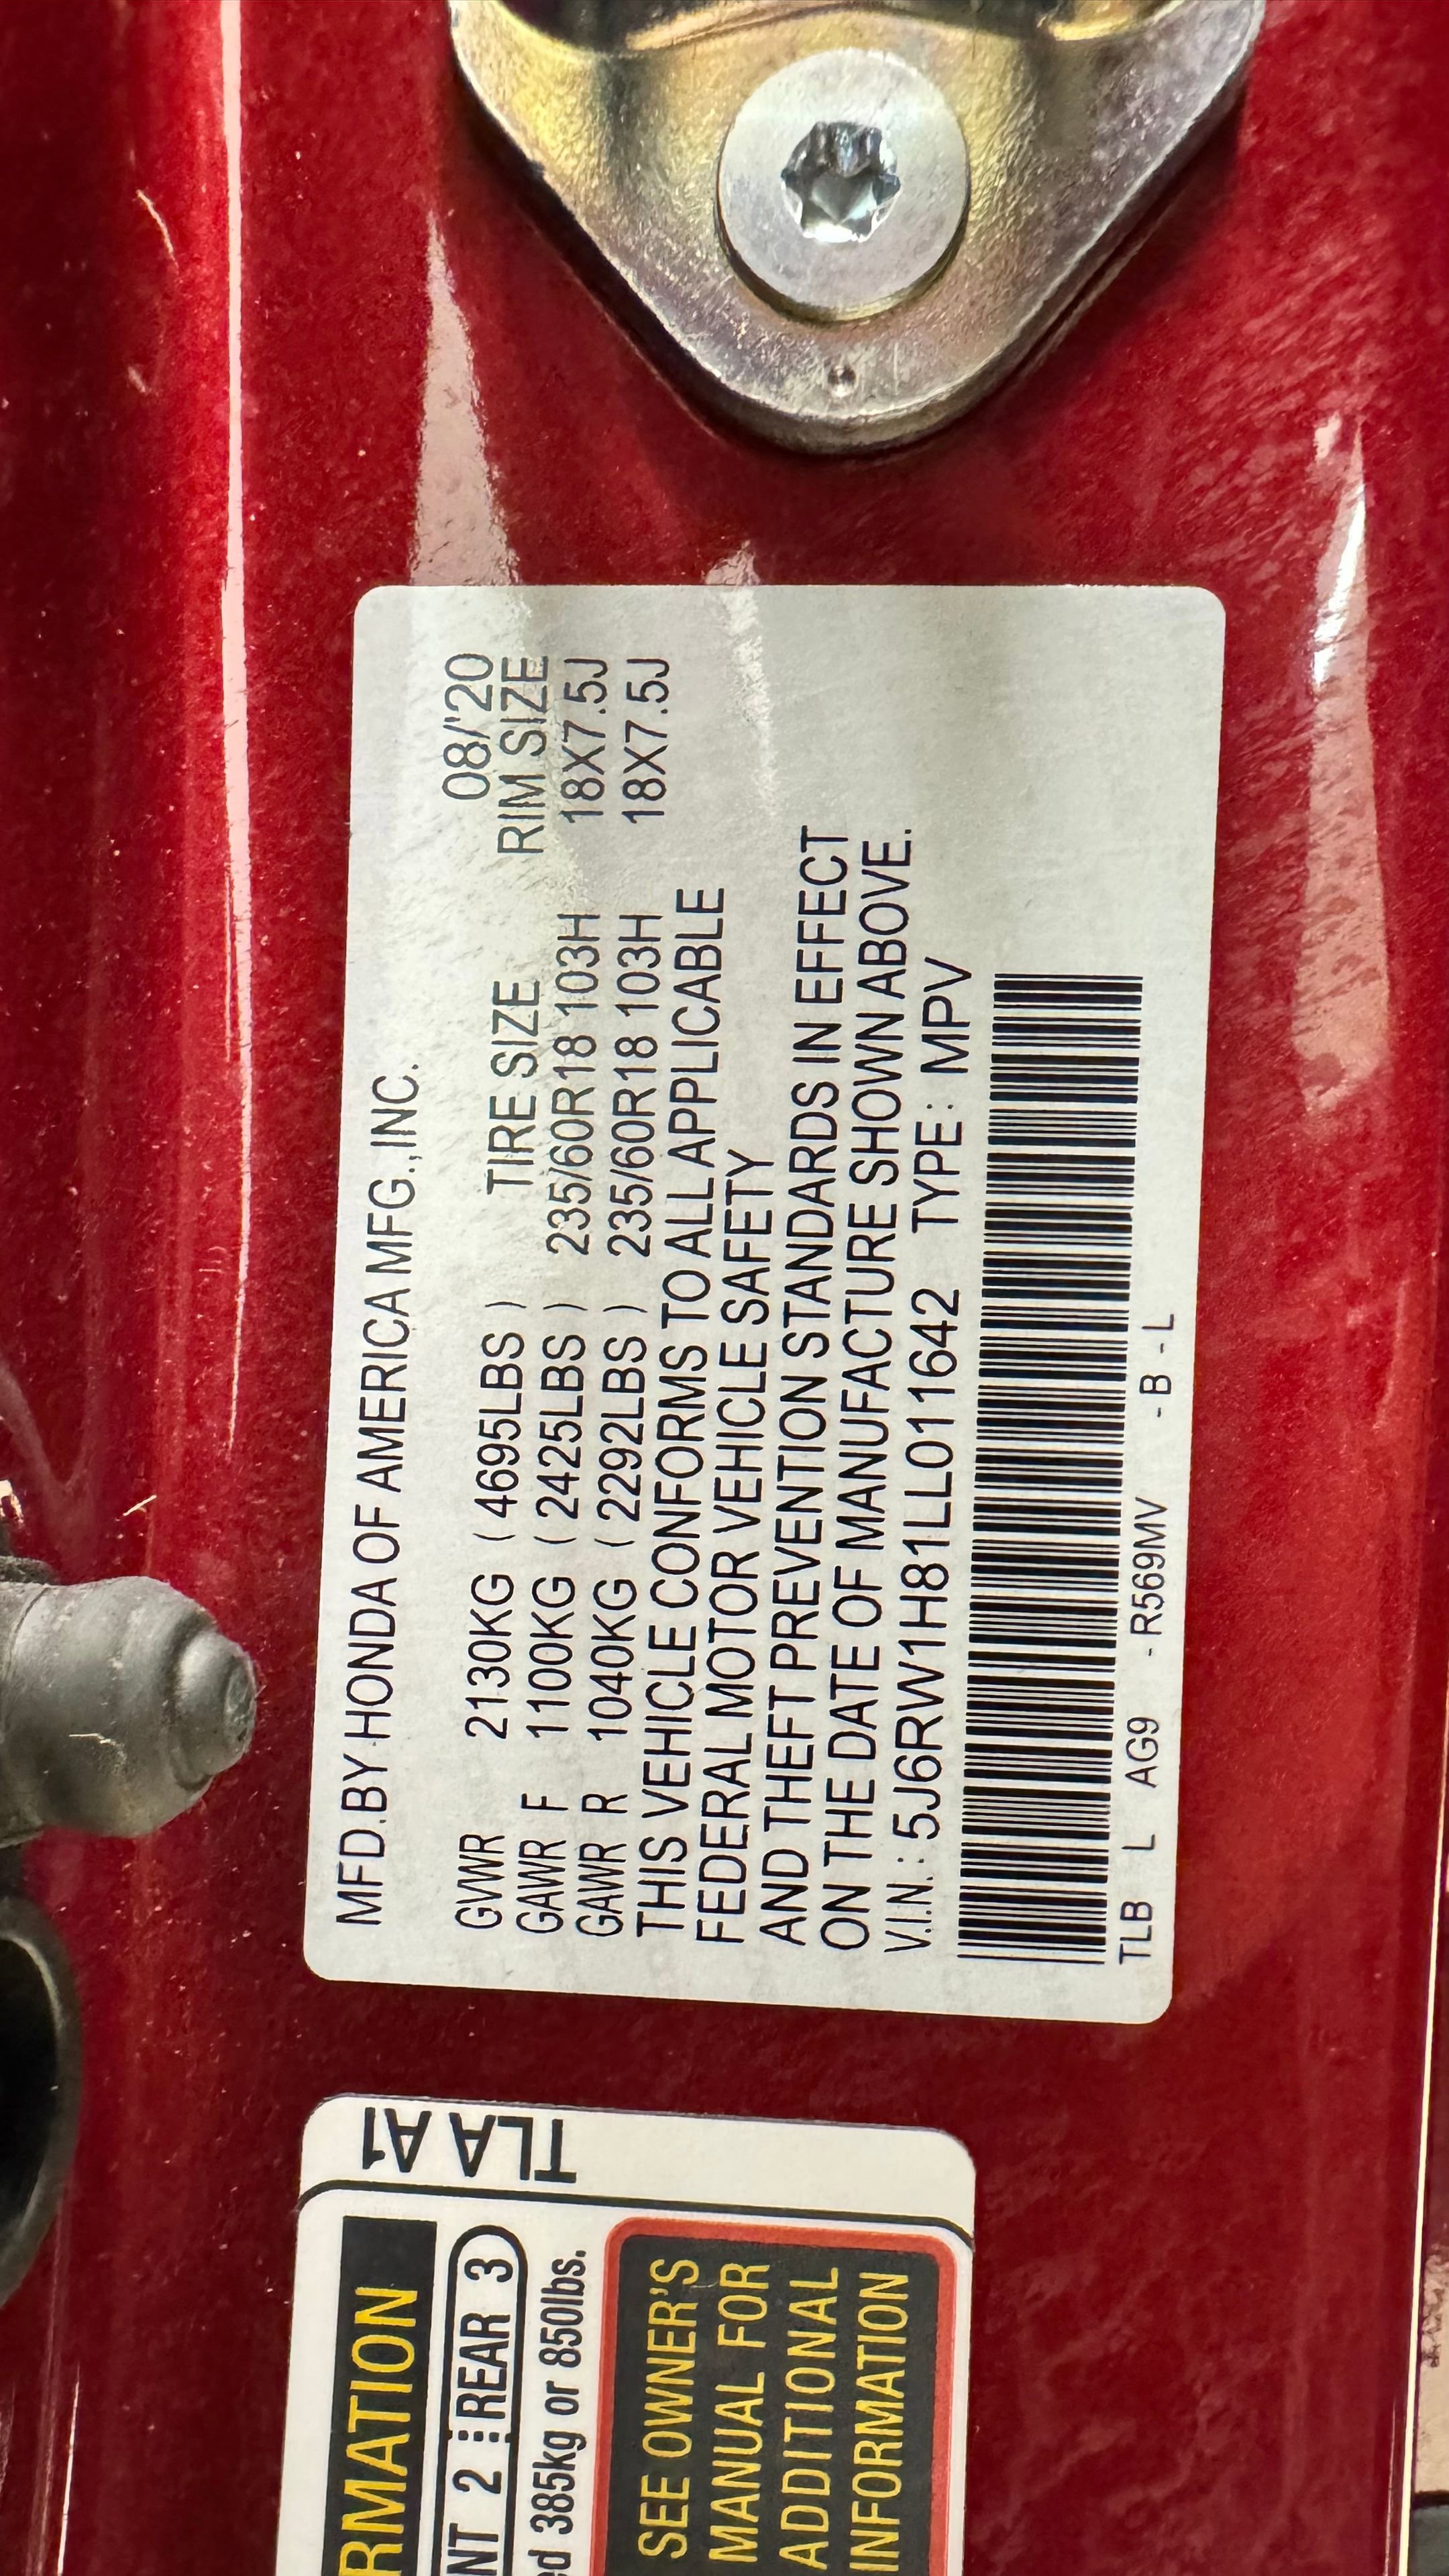 MFD.BY HONDA OF AMERICA MFG.,INC.
08/'20
GVWR 2130KG ( 4695LBS ) TIRE SIZE RIM SIZE
GAWR F 1100KG ( 2425LBS ) 235/60R18 103H 18X7.5J
GAWR R 1040KG ( 2292LBS ) 235/60R18 103H 18X7.5J
THIS VEHICLE CONFORMS TO ALL APPLICABLE
FEDERAL MOTOR VEHICLE SAFETY
AND THEFT PREVENTION STANDARDS IN EFFECT
ON THE DATE OF MANUFACTURE SHOWN ABOVE.
V.I.N.: 5J6RW1H81LL011642 TYPE: MPV
TLB L AG9 - R569MV - B - L
TLA A1
RMATION
NT 2 REAR 3
ed 385kg or 850lbs.
SEE OWNER'S
MANUAL FOR
ADDITIONAL
INFORMATION